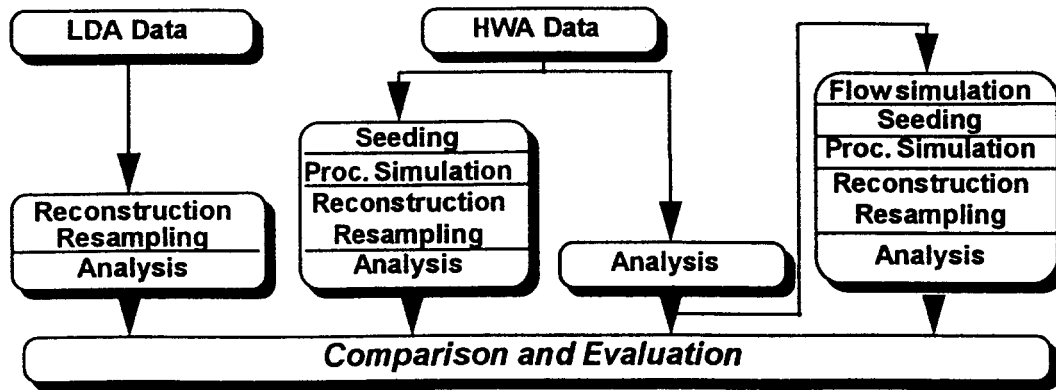 LDA Data
HWA Data
Flowsimulation
Seeding
Proc. Simulation
Reconstruction
Resampling
Analysis
Seeding
Proc. Simulation
Reconstruction
Resampling
Analysis
Reconstruction
Resampling
Analysis
Analysis
Comparison and Evaluation